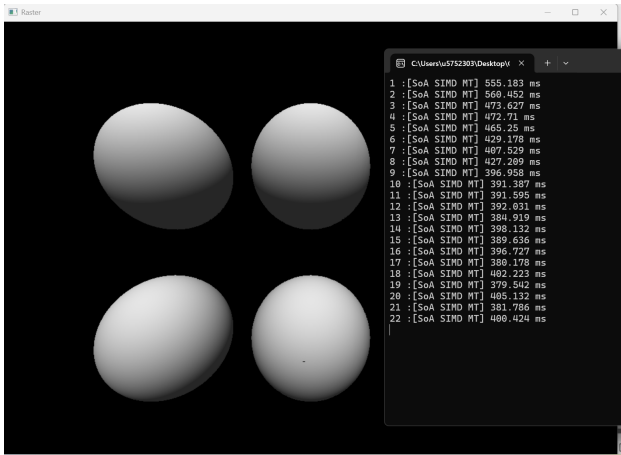 Raster
C:\Users\u5752303\Desktop\
1 :[SoA SIMD MT] 555.183 ms
2 :[SoA SIMD MT] 560.452 ms
3 :[SoA SIMD MT] 473.627 ms
4 :[SoA SIMD MT] 472.71 ms
5 :[SoA SIMD MT] 465.25 ms
6 :[SoA SIMD MT] 429.178 ms
7 :[SoA SIMD MT] 407.529 ms
8 :[SoA SIMD MT] 427.209 ms
9 :[SoA SIMD MT] 396.958 ms
10 :[SoA SIMD MT] 391.387 ms
11 :[SoA SIMD MT] 391.595 ms
12 :[SoA SIMD MT] 392.031 ms
13 :[SoA SIMD MT] 384.919 ms
14 :[SoA SIMD MT] 398.132 ms
15 :[SoA SIMD MT] 389.636 ms
16 :[SoA SIMD MT] 396.727 ms
17 :[SoA SIMD MT] 380.178 ms
18 :[SoA SIMD MT] 402.223 ms
19 :[SoA SIMD MT] 379.542 ms
20 :[SoA SIMD MT] 405.132 ms
21 :[SoA SIMD MT] 381.786 ms
22 :[SoA SIMD MT] 400.424 ms